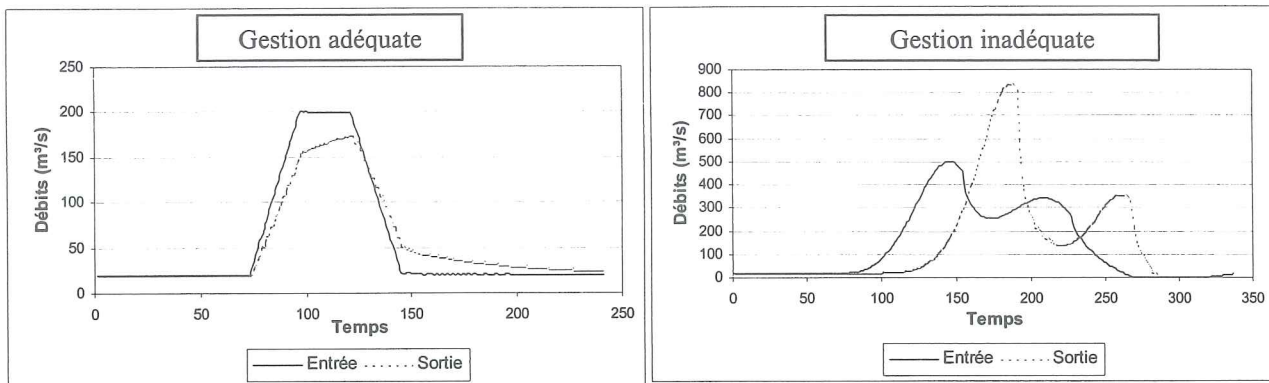 Gestion adéquate
250
200
150
100
50
0
Débits (m³/s)
0 50 100 150 200 250
Temps
Entrée Sortie
Gestion inadéquate
900
800
700
600
500
400
300
200
100
0
Débits (m³/s)
0 50 100 150 200 250 300 350
Temps
Entrée Sortie